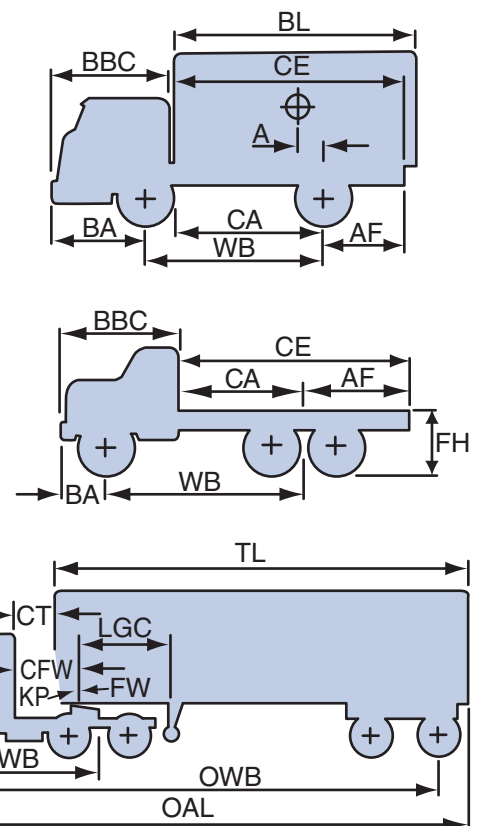 BL
BBC CE
A
BA CA AF
WB
BBC
CE
CA AF
FH
BA WB
TL
CT
LGC
CFW
KP FW
WB
OWB
OAL